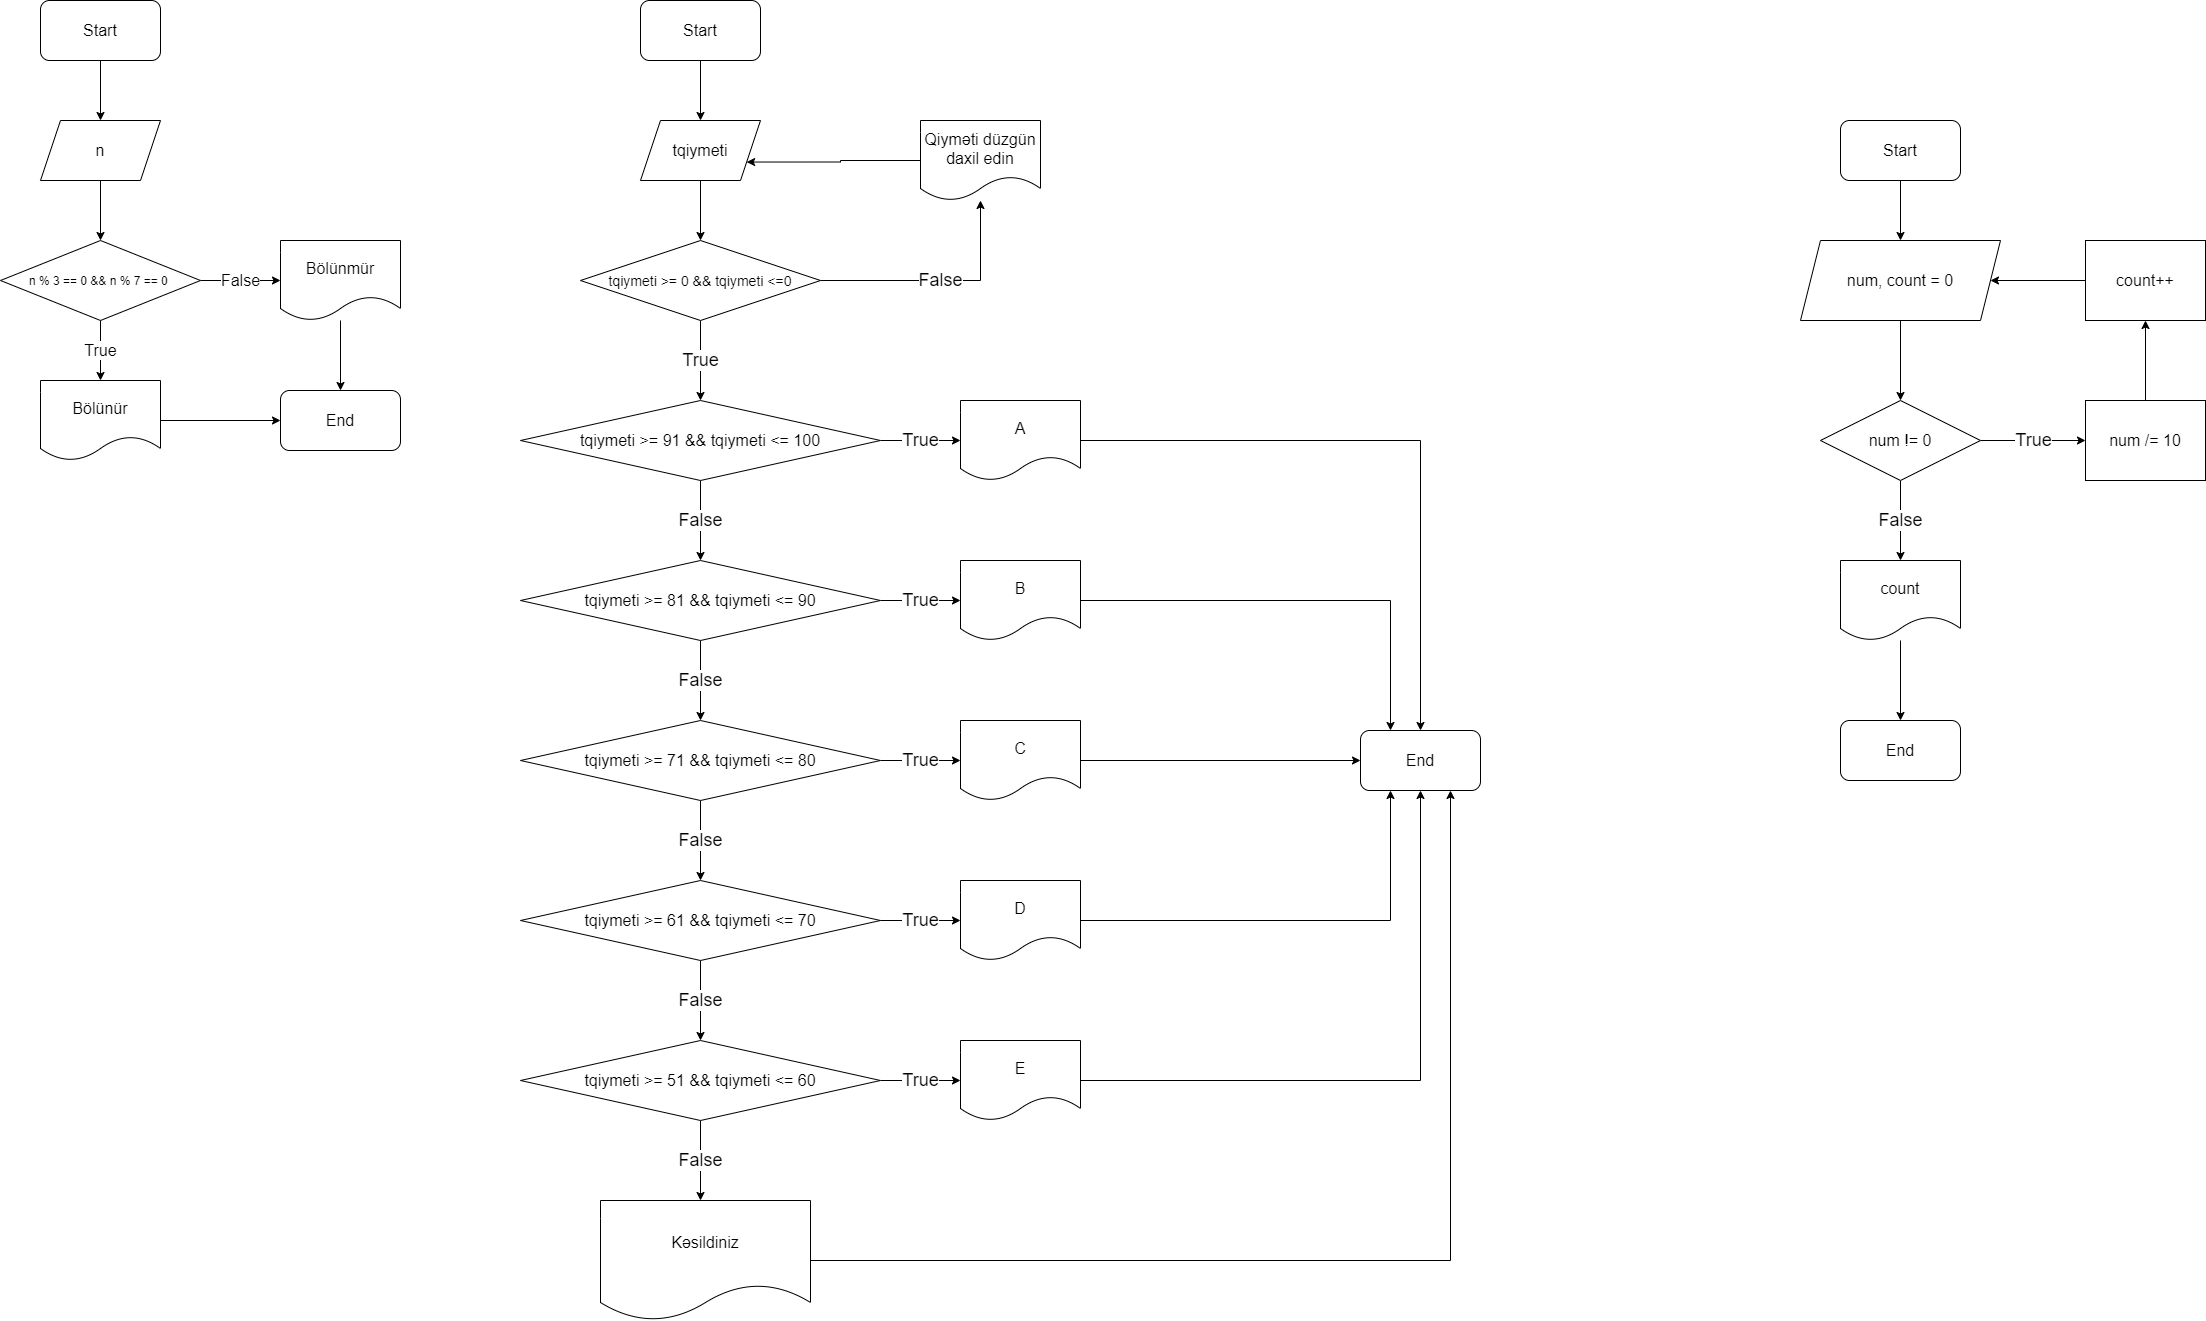 Start
n
n % 3 == 0 && n % 7 == 0
False
Bölünmür
True
Bölünür
End
Start
tqiymeti
Qiyməti düzgün
daxil edin
tqiymeti >= 0 && tqiymeti <=0
False
True
tqiymeti >= 91 && tqiymeti <= 100
True
A
False
tqiymeti >= 81 && tqiymeti <= 90
True
B
False
tqiymeti >= 71 && tqiymeti <= 80
True
C
End
False
tqiymeti >= 61 && tqiymeti <= 70
True
D
False
tqiymeti >= 51 && tqiymeti <= 60
True
E
False
Kəsildiniz
Start
num, count = 0
count++
num != 0
True
num /= 10
False
count
End